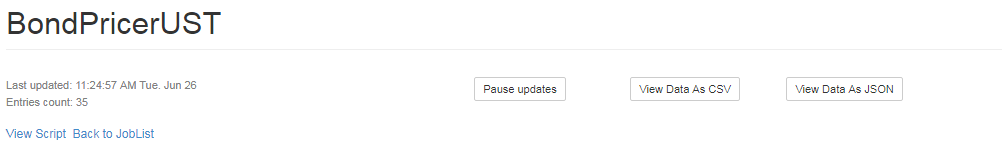 BondPricerUST
Last updated: 11:24:57 AM Tue. Jun 26
Entries count: 35
Pause updates
View Data As CSV
View Data As JSON
View Script Back to JobList